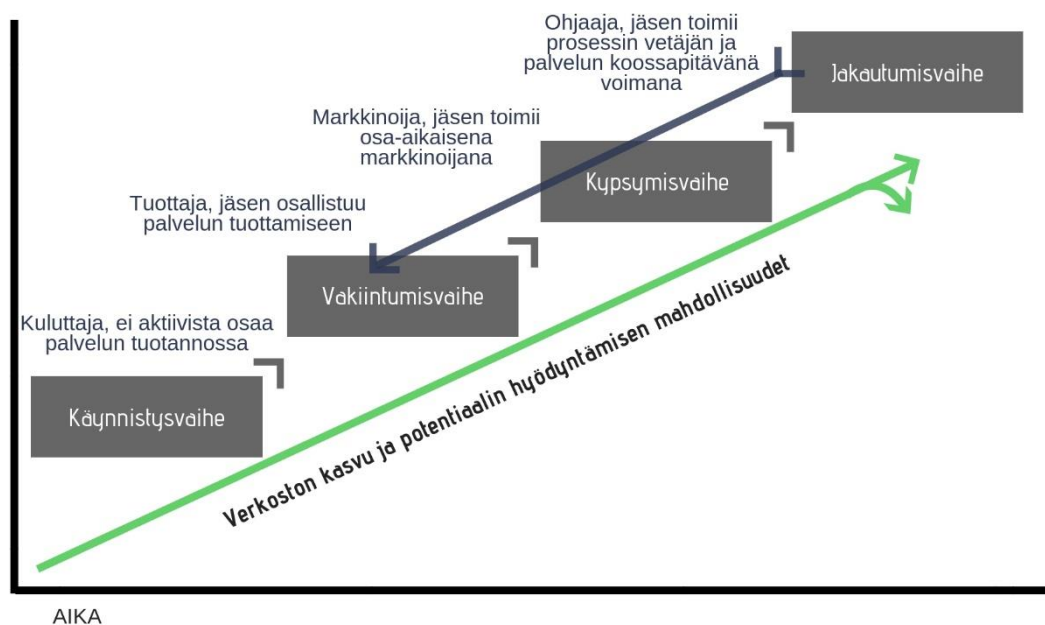 Ohjaaja, jäsen toimii
prosessin vetäjän ja
palvelun koossapitävänä
voimana
Jakautumisvaihe
Markkinoija, jäsen toimii
osa-aikaisena
markkinoijana
Kypsymisvaihe
Tuottaja, jäsen osallistuu
palvelun tuottamiseen
Vakiintumisvaihe
Kuluttaja, ei aktiivista osaa
palvelun tuotannossa
Käynnistysvaihe
Verkoston kasvu ja potentiaalin hyödyntämisen mahdollisuudet
AIKA